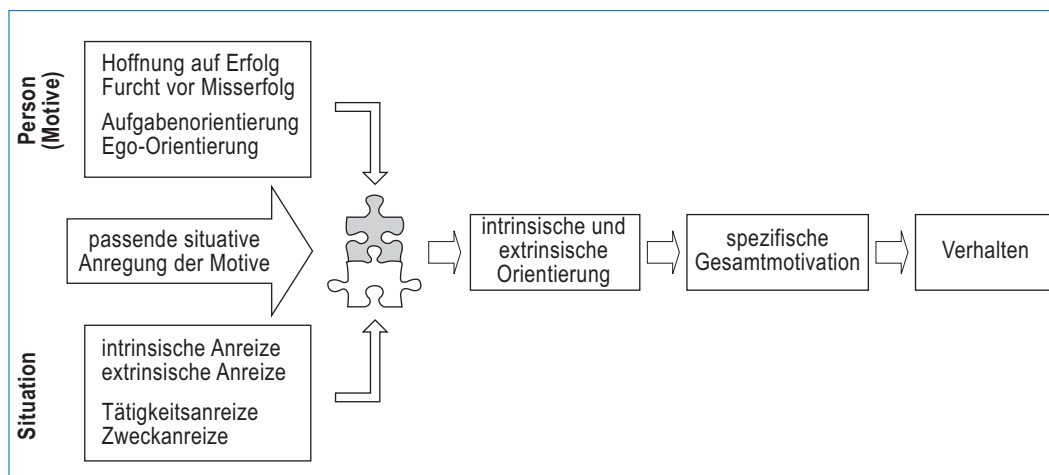 Person
(Motive)
Hoffnung auf Erfolg
Furcht vor Misserfolg
Aufgabenorientierung
Ego-Orientierung
passende situative
Anregung der Motive
intrinsische und
extrinsische
Orientierung
spezifische
Gesamtmotivation
Verhalten
Situation
intrinsische Anreize
extrinsische Anreize
Tätigkeitsanreize
Zweckanreize